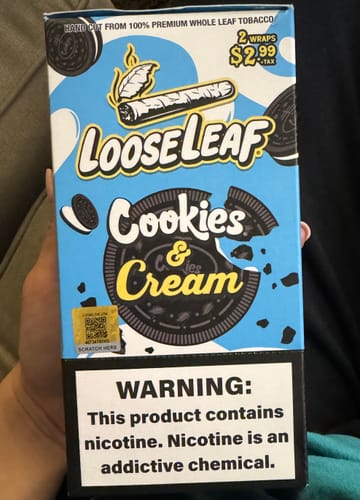 HAND CUT FROM 100% PREMIUM WHOLE LEAF TOBACCO
2 WRAPS
$2.99
+TAX
LOOSELEAF
Cookies
&
Cream
SCRATCH HERE
WARNING:
This product contains
nicotine. Nicotine is an
addictive chemical.